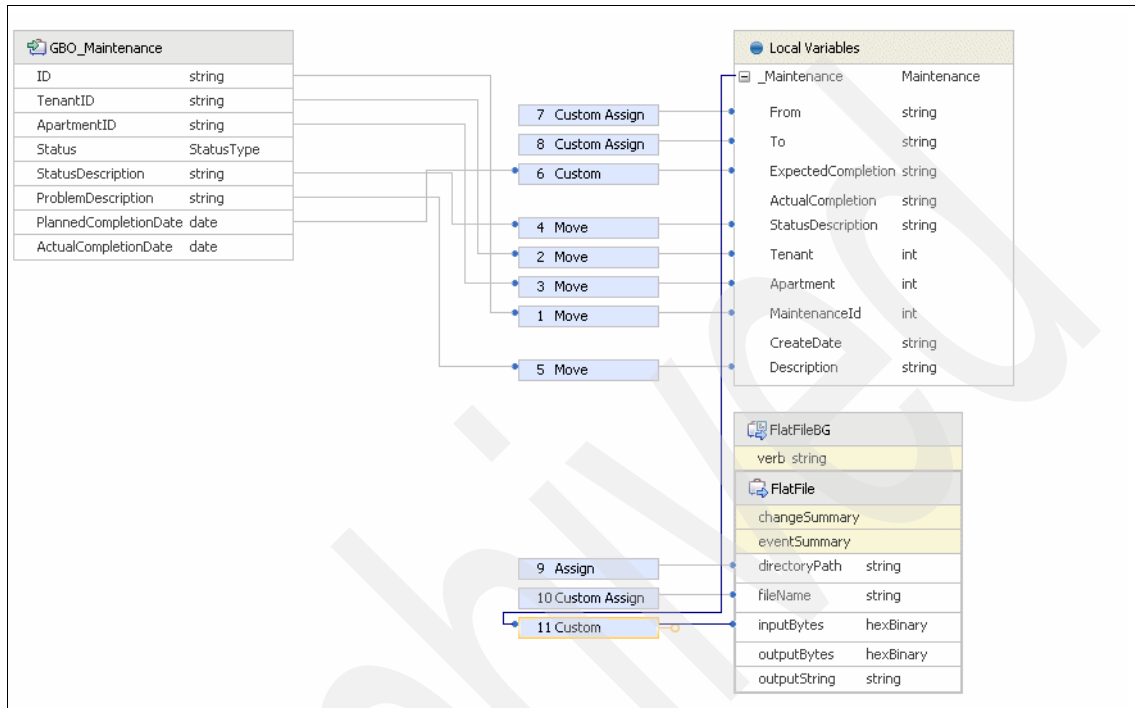 GBO_Maintenance
ID string
TenantID string
ApartmentID string
Status StatusType
StatusDescription string
ProblemDescription string
PlannedCompletionDate date
ActualCompletionDate date
7 Custom Assign
8 Custom Assign
6 Custom
4 Move
2 Move
3 Move
1 Move
5 Move
9 Assign
10 Custom Assign
11 Custom
Local Variables
_Maintenance Maintenance
From string
To string
ExpectedCompletion string
ActualCompletion string
StatusDescription string
Tenant int
Apartment int
MaintenanceId int
CreateDate string
Description string
FlatFileBG
verb string
FlatFile
changeSummary
eventSummary
directoryPath string
fileName string
inputBytes hexBinary
outputBytes hexBinary
outputString string